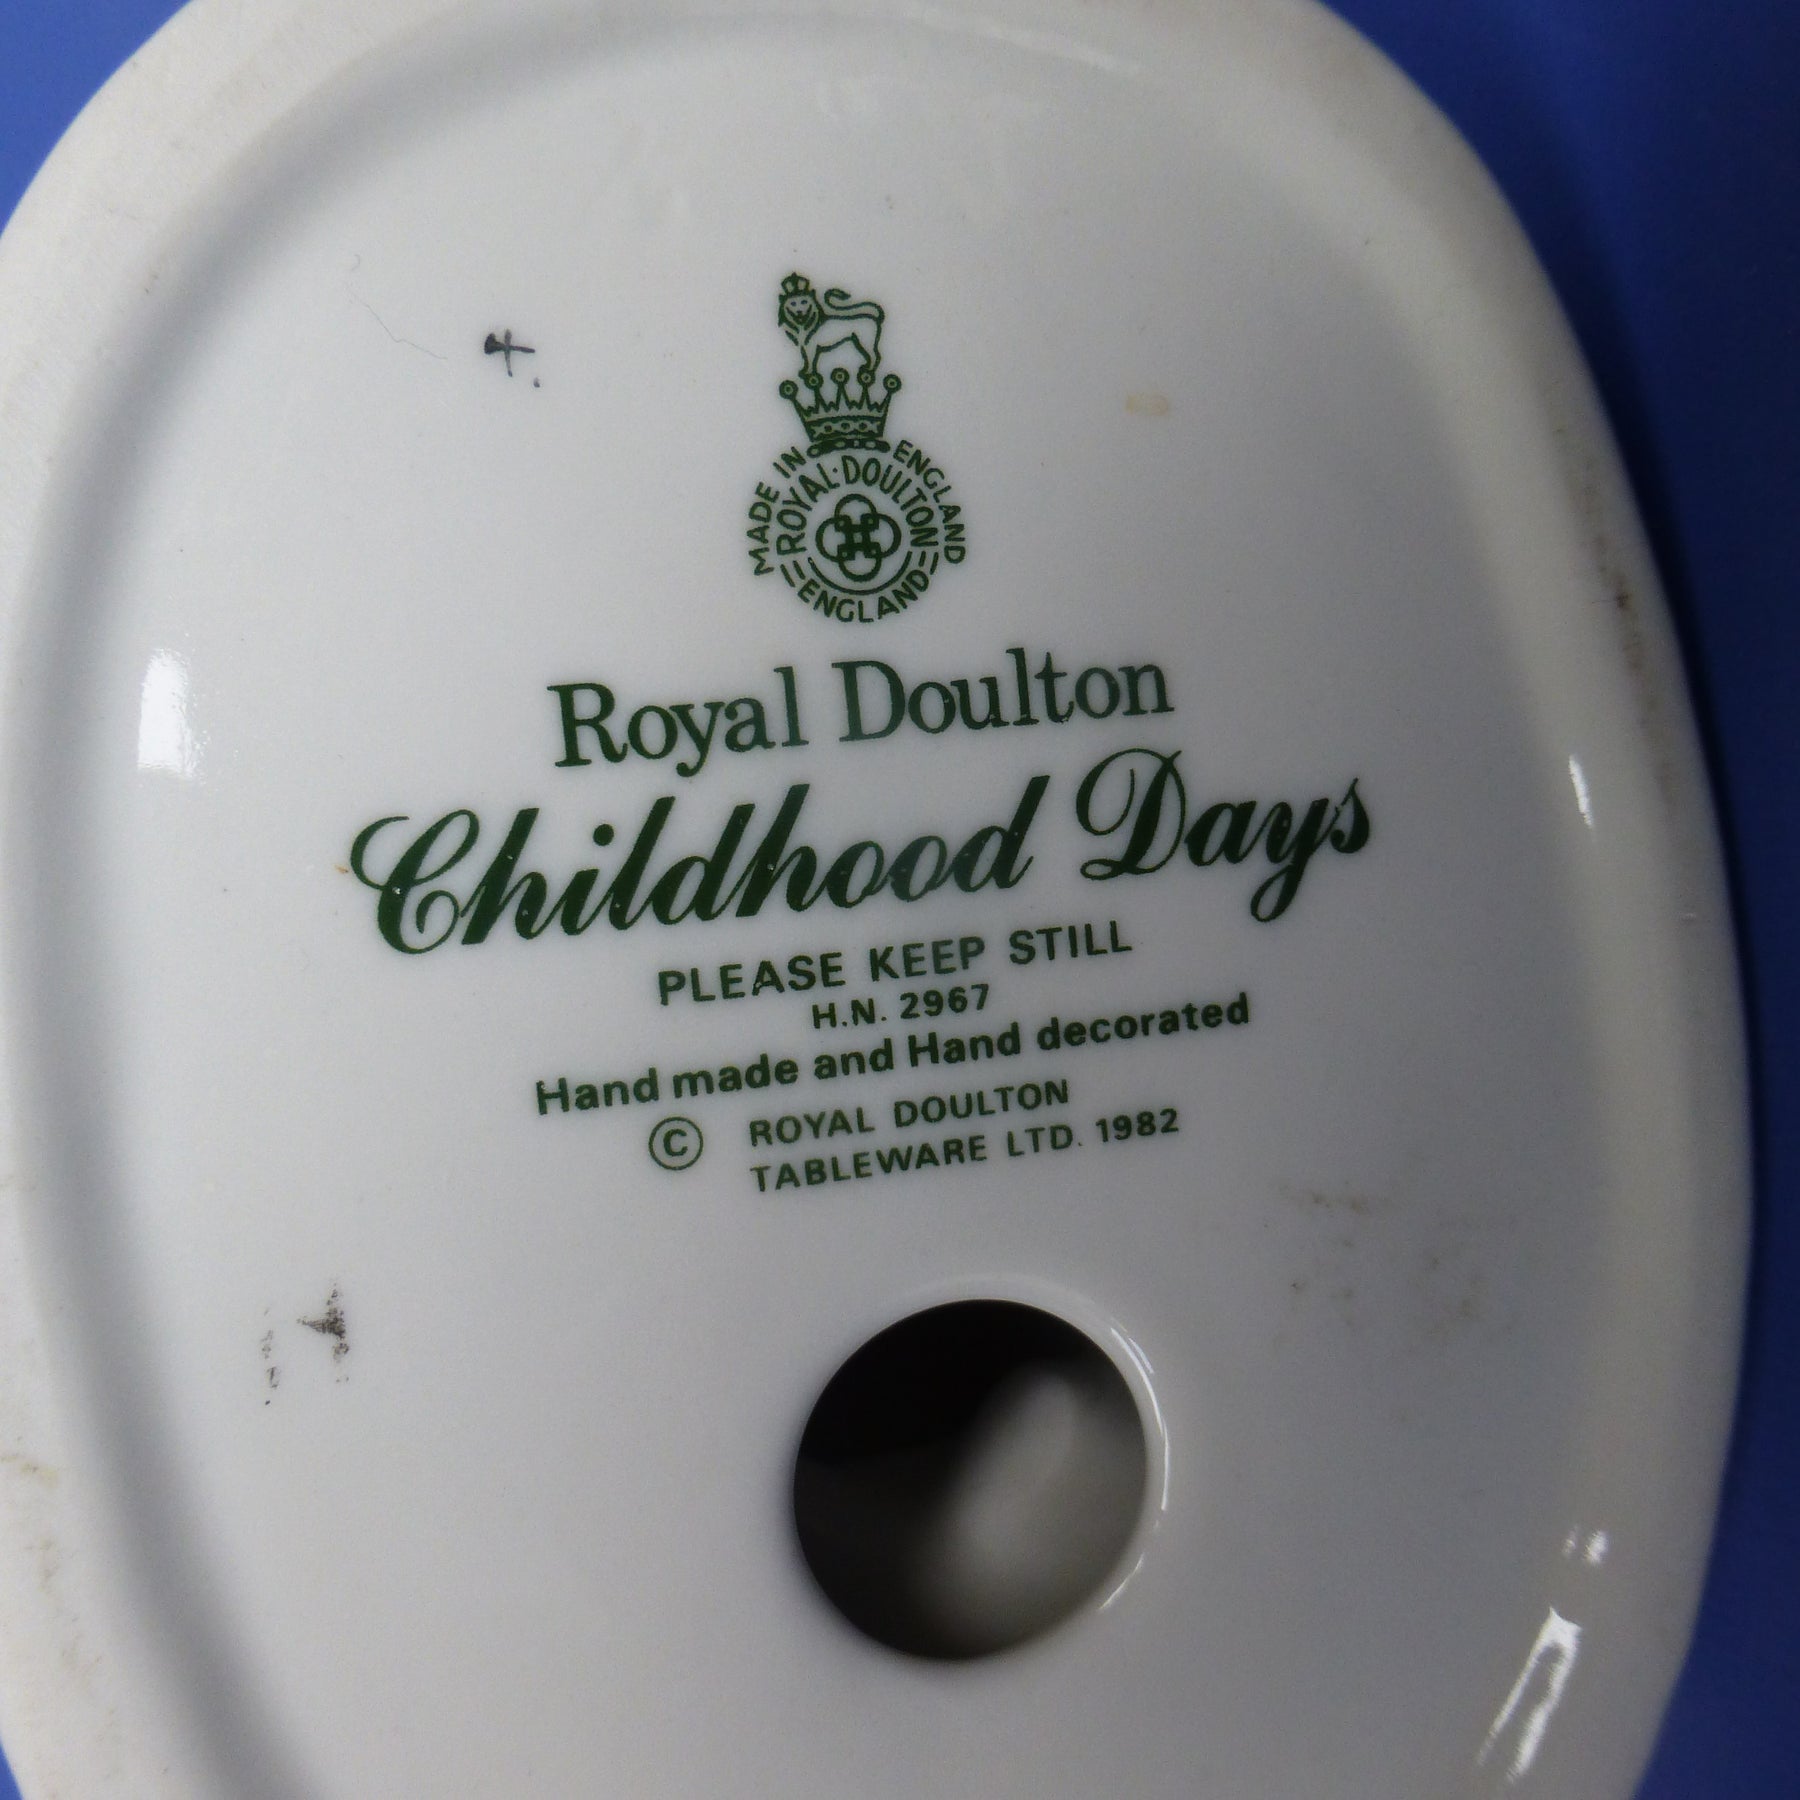 4.
MADE IN ENGLAND
ROYAL·DOULTON
ENGLAND
Royal Doulton
Childhood Days
PLEASE KEEP STILL
H.N. 2967
Hand made and Hand decorated
© ROYAL DOULTON
TABLEWARE LTD. 1982